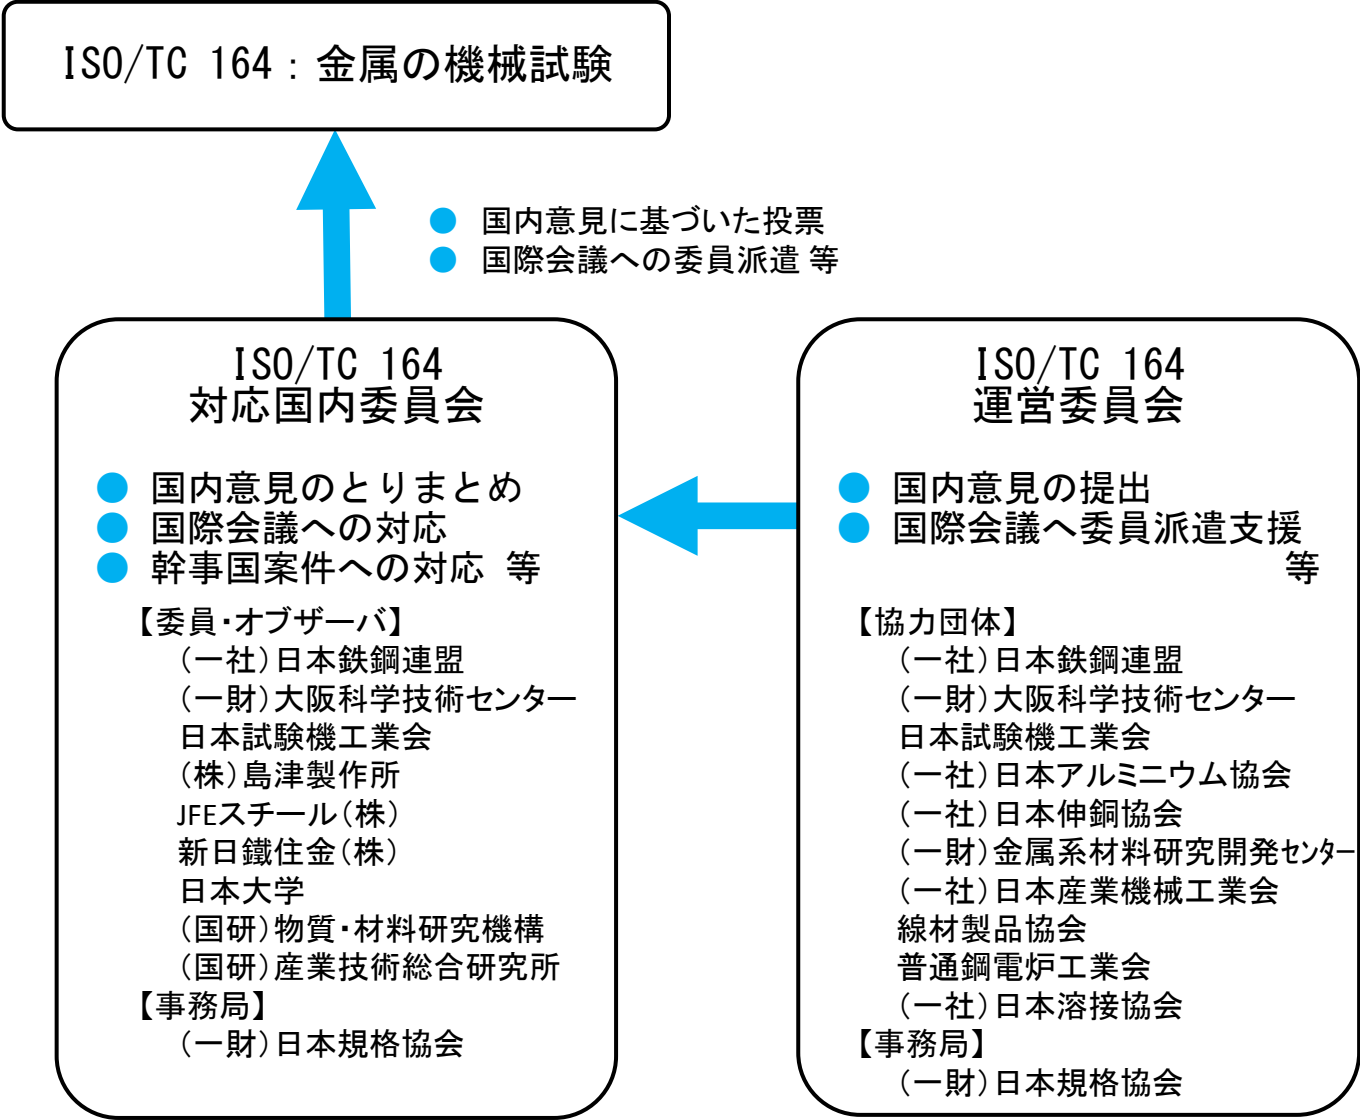 ISO/TC 164：金属の機械試験
● 国内意見に基づいた投票
● 国際会議への委員派遣 等
ISO/TC 164
対応国内委員会
● 国内意見のとりまとめ
● 国際会議への対応
● 幹事国案件への対応 等
【委員・オブザーバ】
（一社）日本鉄鋼連盟
（一財）大阪科学技術センター
日本試験機工業会
（株）島津製作所
JFEスチール（株）
新日鐵住金（株）
日本大学
（国研）物質・材料研究機構
（国研）産業技術総合研究所
【事務局】
（一財）日本規格協会
ISO/TC 164
運営委員会
● 国内意見の提出
● 国際会議へ委員派遣支援
等
【協力団体】
（一社）日本鉄鋼連盟
（一財）大阪科学技術センター
日本試験機工業会
（一社）日本アルミニウム協会
（一社）日本伸銅協会
（一財）金属系材料研究開発センター
（一社）日本産業機械工業会
線材製品協会
普通鋼電炉工業会
（一社）日本溶接協会
【事務局】
（一財）日本規格協会